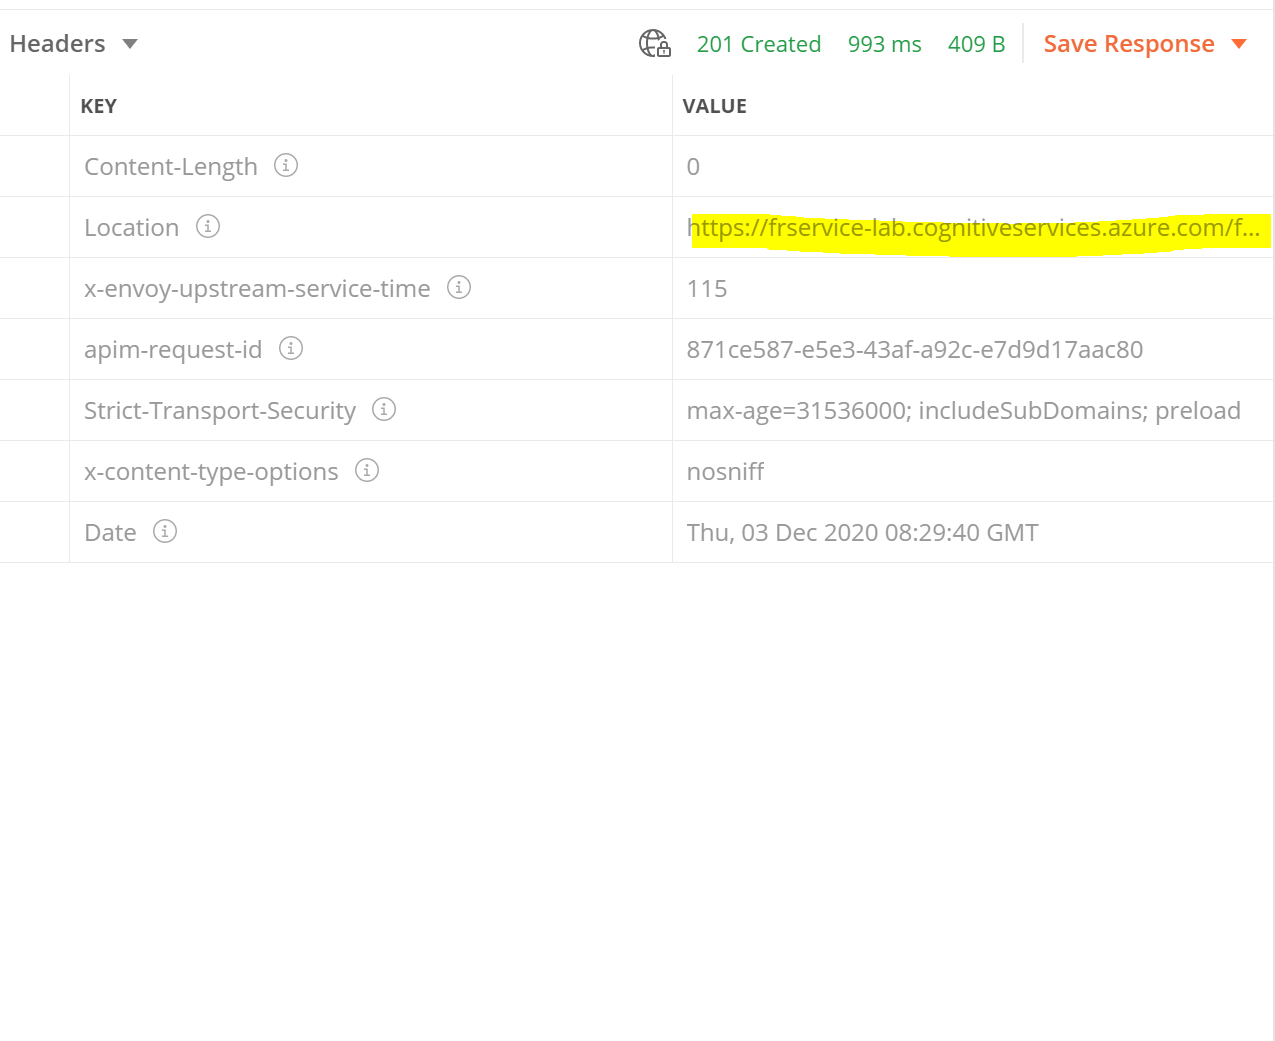 Headers 201 Created 993 ms 409 B Save Response
KEY VALUE
Content-Length 0
Location https://frservice-lab.cognitiveservices.azure.com/f...
x-envoy-upstream-service-time 115
apim-request-id 871ce587-e5e3-43af-a92c-e7d9d17aac80
Strict-Transport-Security max-age=31536000; includeSubDomains; preload
x-content-type-options nosniff
Date Thu, 03 Dec 2020 08:29:40 GMT